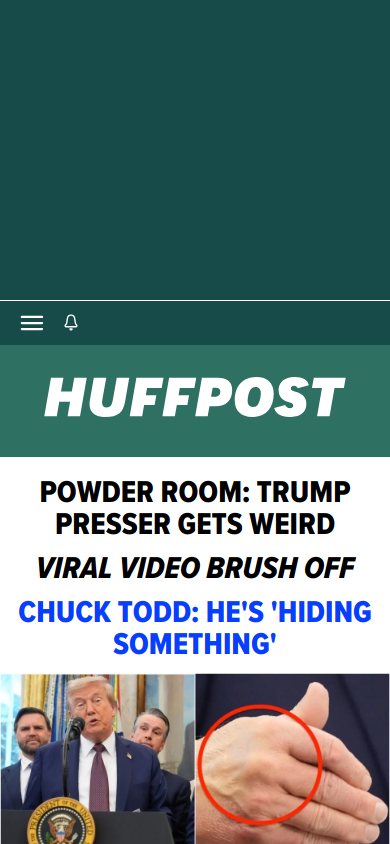 HUFFPOST
POWDER ROOM: TRUMP
PRESSER GETS WEIRD
VIRAL VIDEO BRUSH OFF
CHUCK TODD: HE'S 'HIDING
SOMETHING'